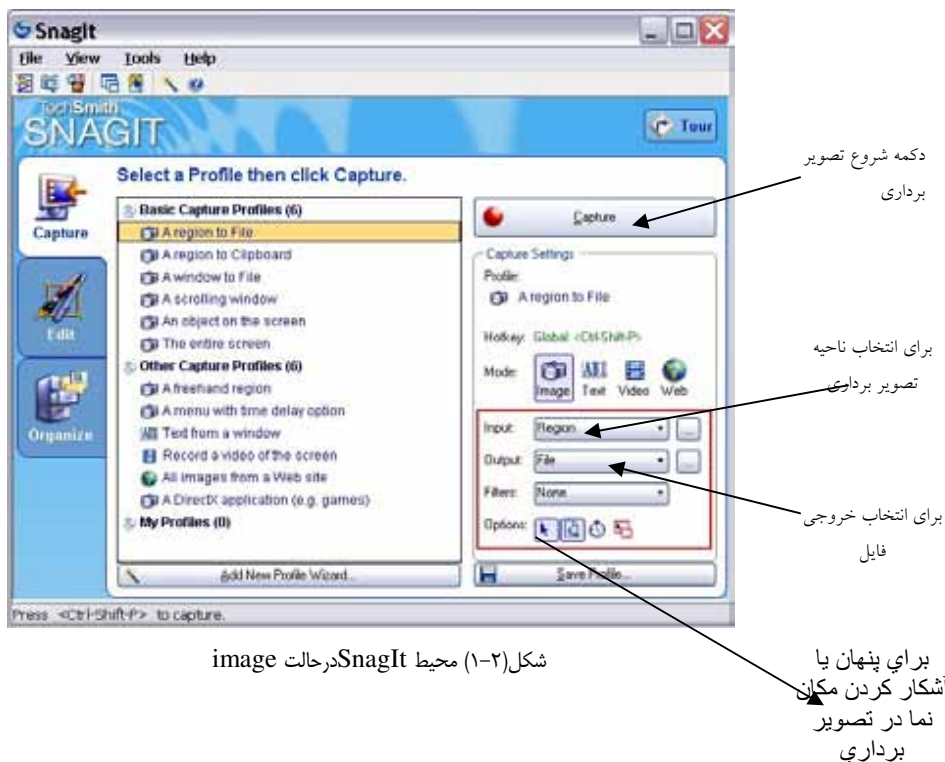 SnagIt
File View Tools Help
TechSmith
SNAGIT
Tour
Select a Profile then click Capture.
Capture
Edit
Organize
Basic Capture Profiles (6)
A region to File
A region to Clipboard
A window to File
A scrolling window
An object on the screen
The entire screen
Other Capture Profiles (6)
A freehand region
A menu with time delay option
Text from a window
Record a video of the screen
All images from a Web site
A DirectX application (e.g. games)
My Profiles (0)
Add New Profile Wizard...
Capture
Capture Settings
Profile:
A region to File
Hotkey: Global: <Ctrl-Shift-P>
Mode:
Image Text Video Web
Input: Region
Output: File
Filters: None
Options:
Save Profile...
Press <Ctrl-Shift-P> to capture.
دکمه شروع تصویر
برداری
برای انتخاب ناحیه
تصویر برداری
برای انتخاب خروجی
فایل
براي پنهان يا
آشکار کردن مکان
نما در تصوير
برداري
شکل(۲-۱) محیط SnagItدرحالت image